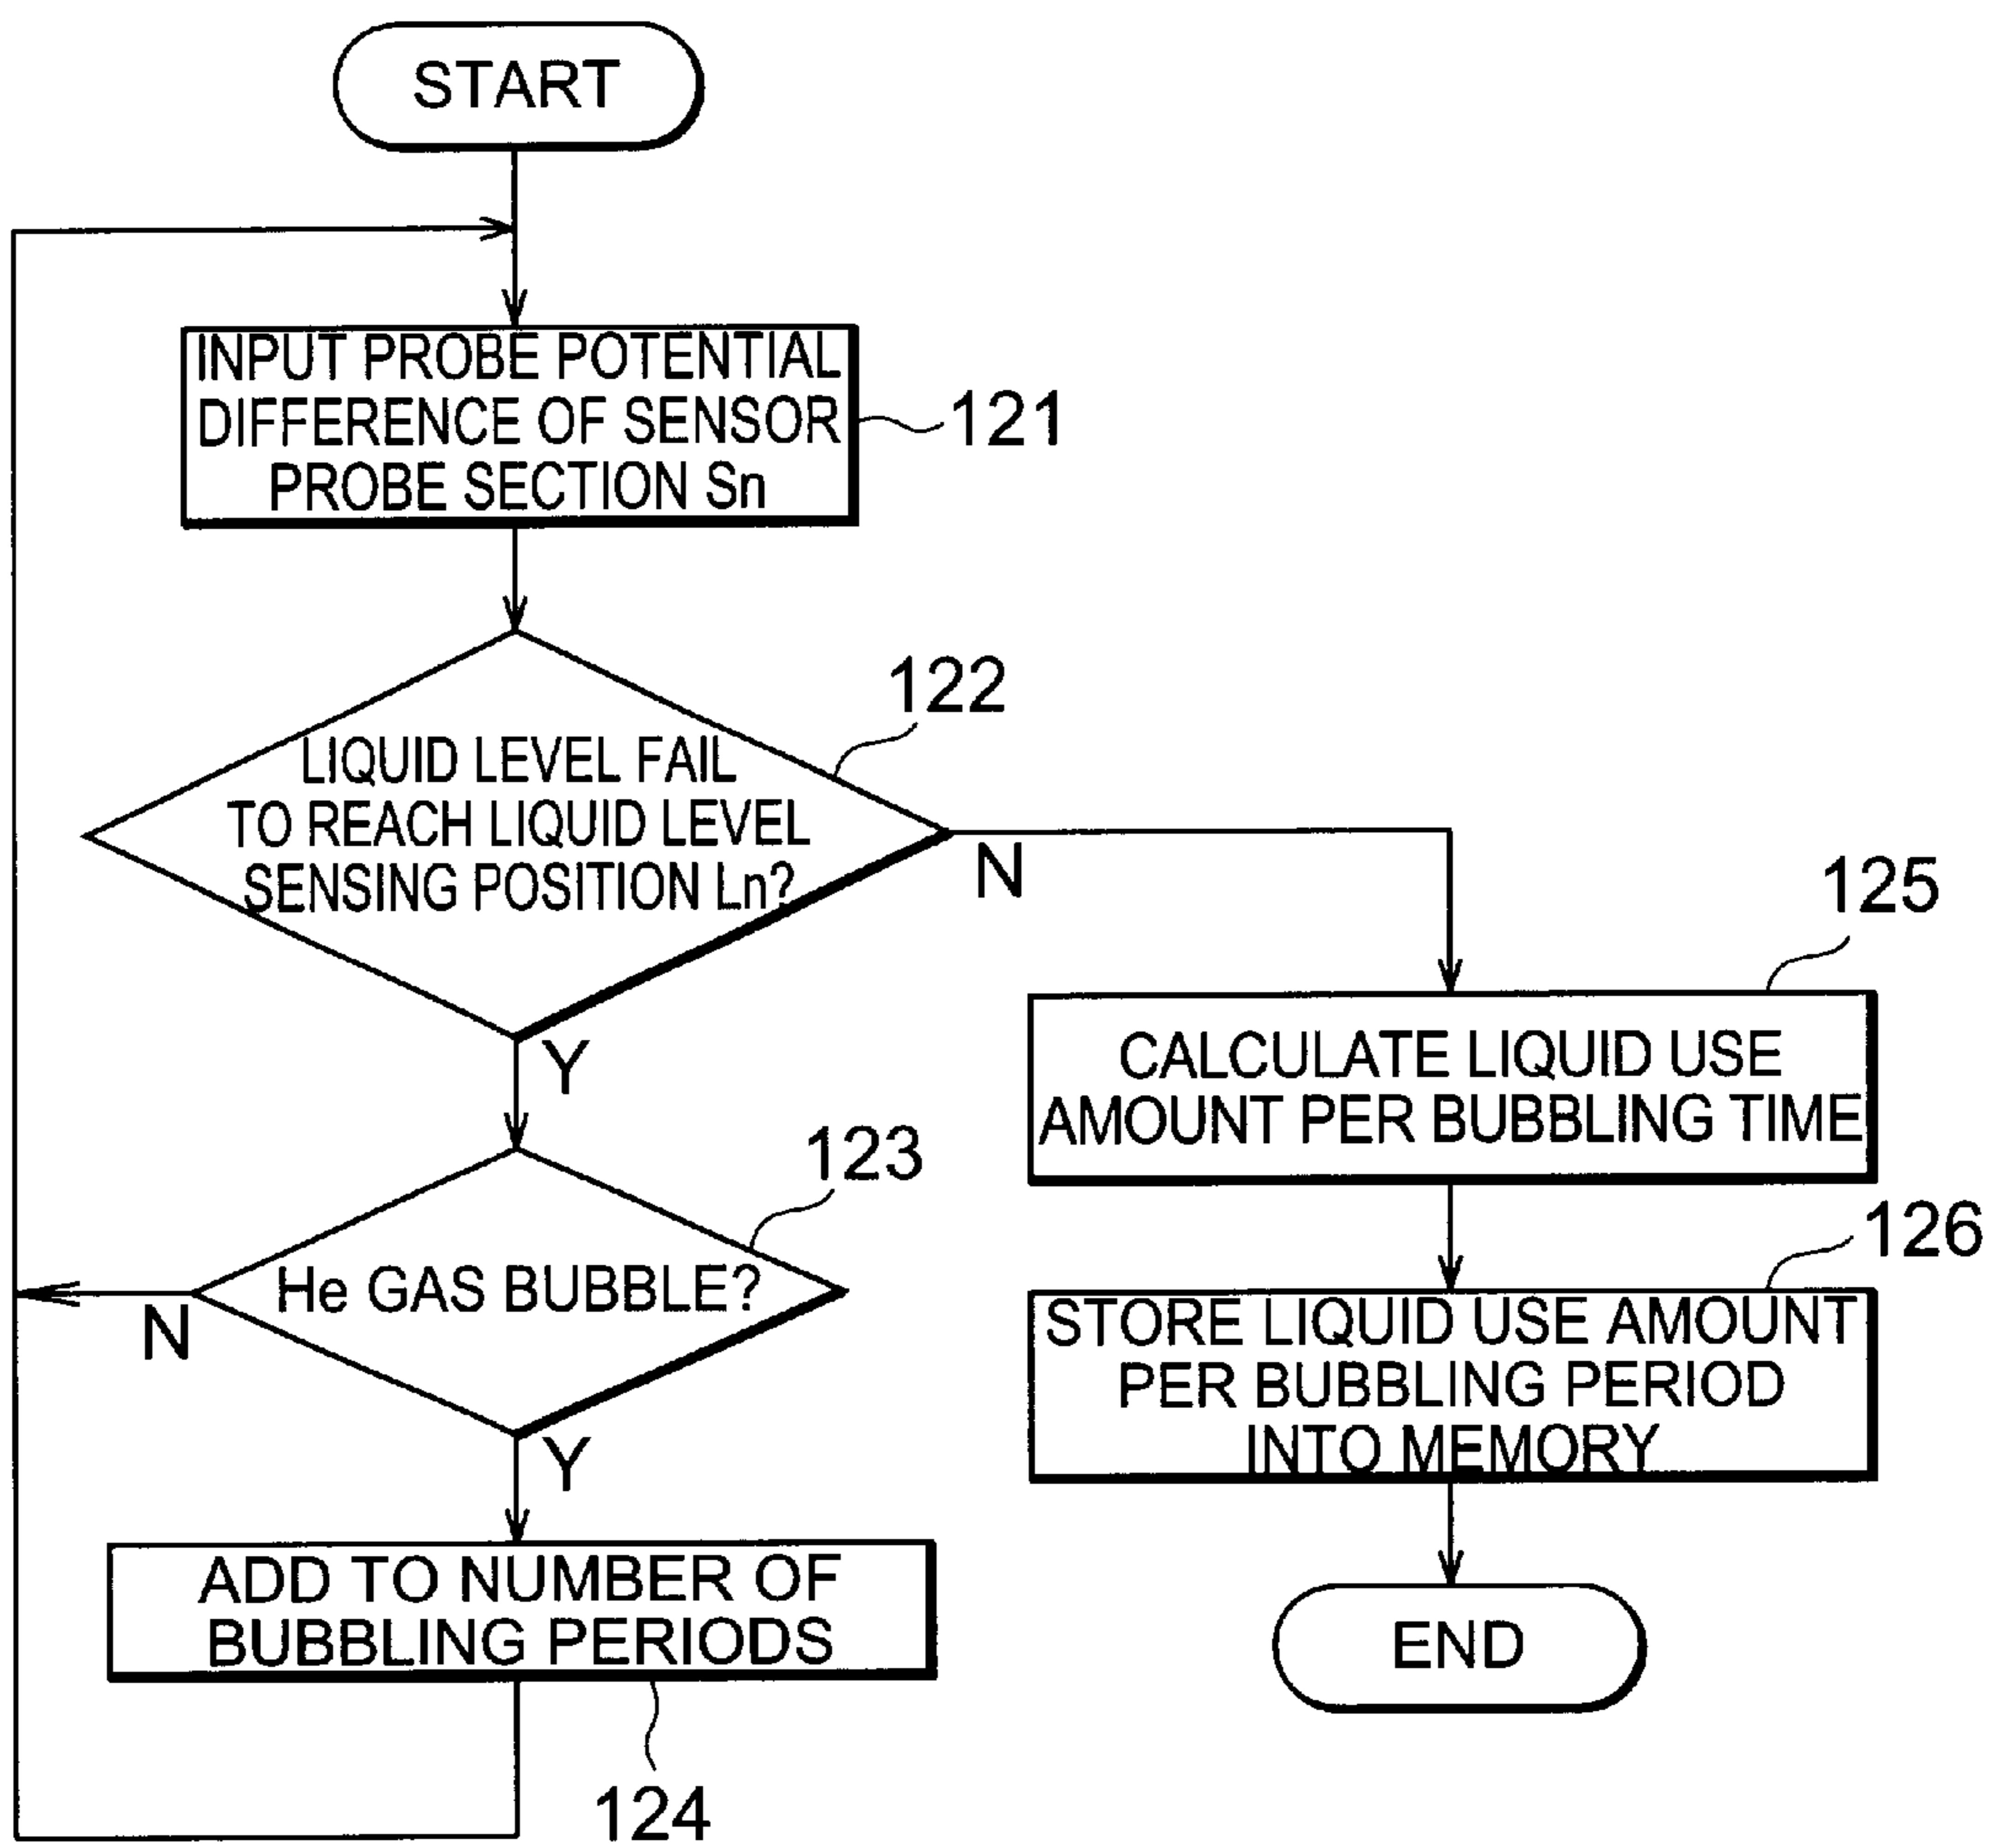 START
INPUT PROBE POTENTIAL
DIFFERENCE OF SENSOR
PROBE SECTION Sn
121
122
LIQUID LEVEL FAIL
TO REACH LIQUID LEVEL
SENSING POSITION Ln?
N
Y
123
He GAS BUBBLE?
N
Y
ADD TO NUMBER OF
BUBBLING PERIODS
124
125
CALCULATE LIQUID USE
AMOUNT PER BUBBLING TIME
126
STORE LIQUID USE AMOUNT
PER BUBBLING PERIOD
INTO MEMORY
END